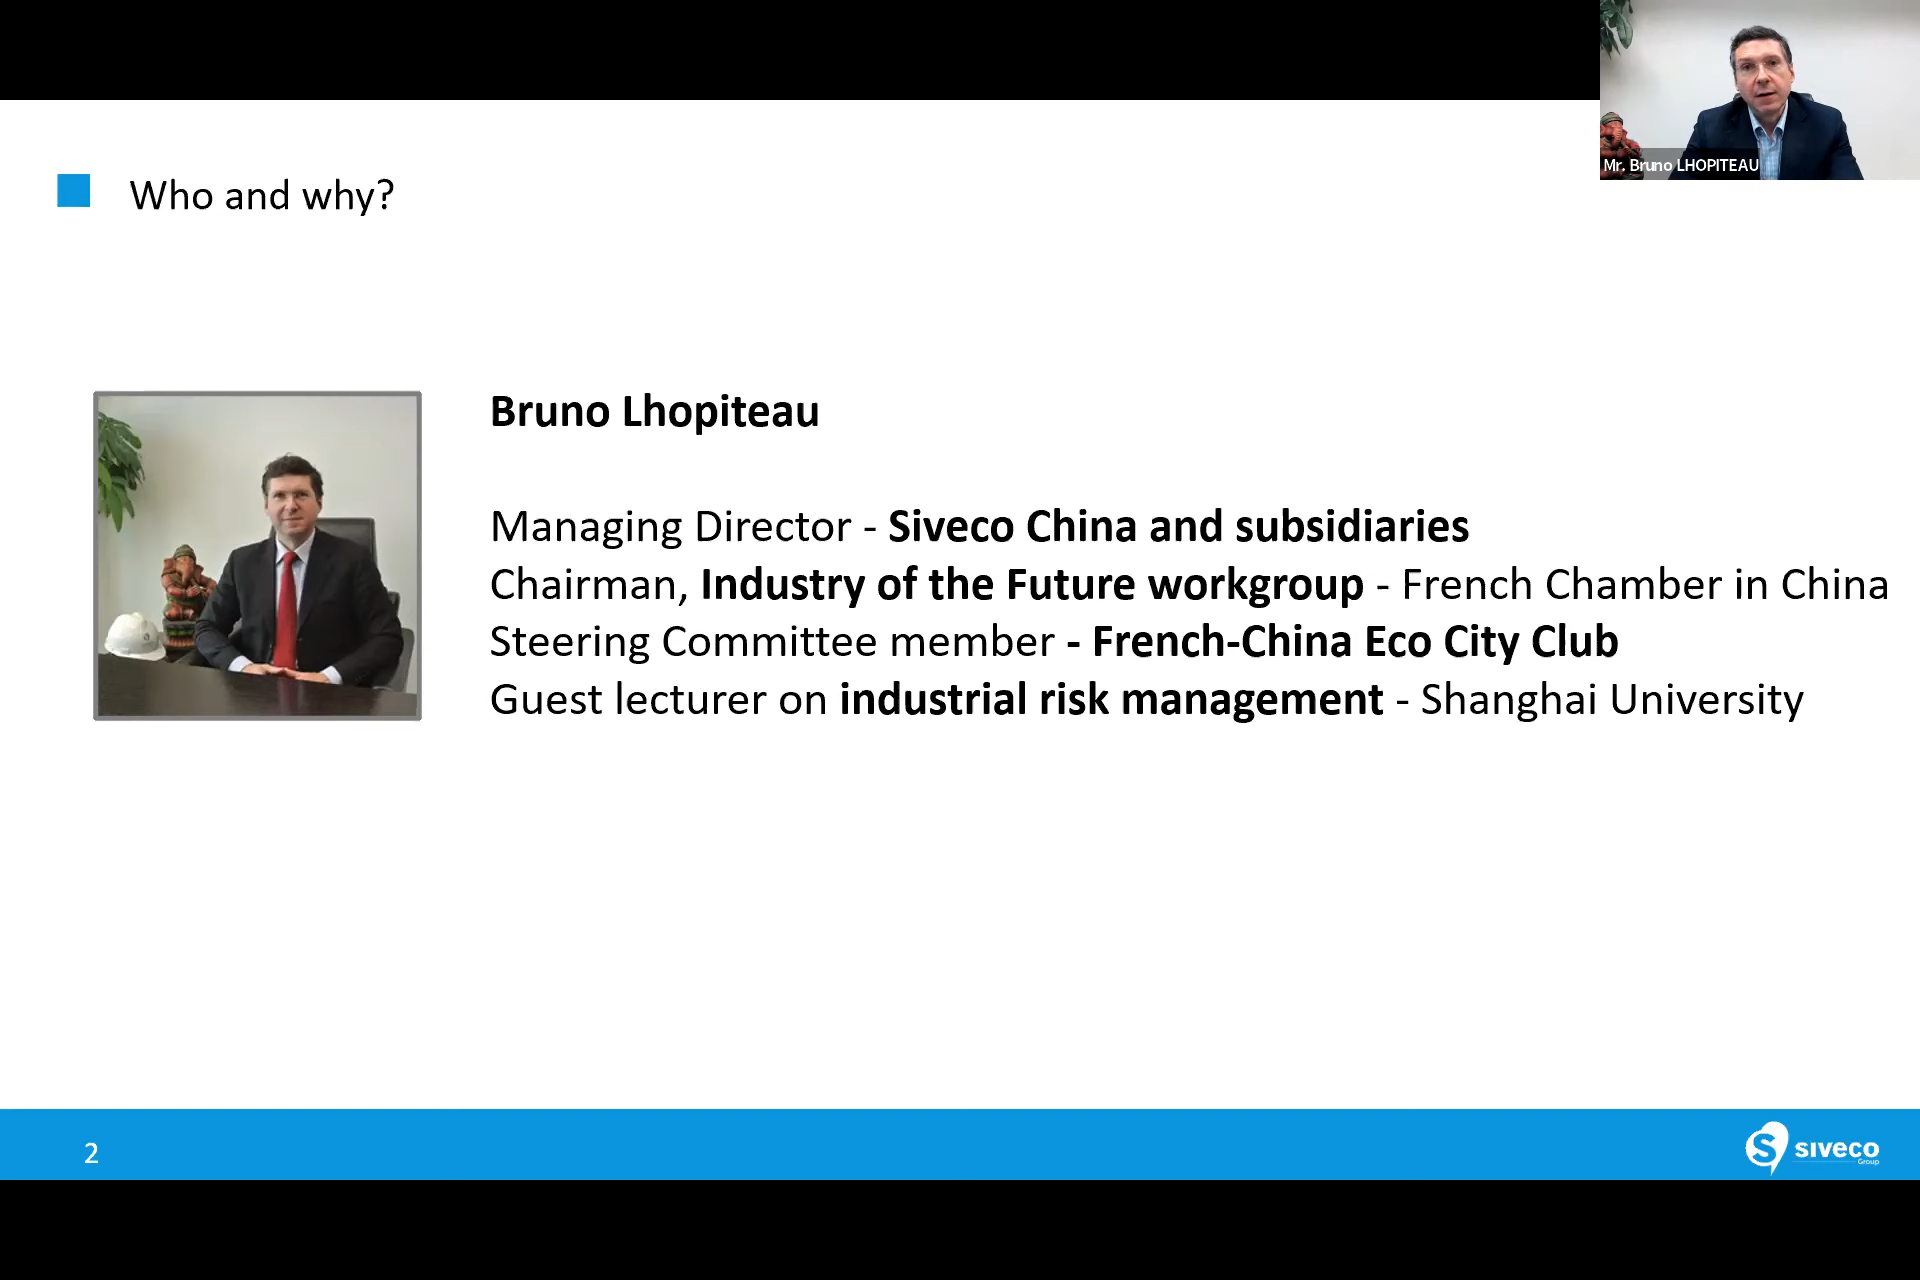 Mr. Bruno LHOPITEAU
Who and why?
Bruno Lhopiteau
Managing Director - Siveco China and subsidiaries
Chairman, Industry of the Future workgroup - French Chamber in China
Steering Committee member - French-China Eco City Club
Guest lecturer on industrial risk management - Shanghai University
2
S siveco
Group